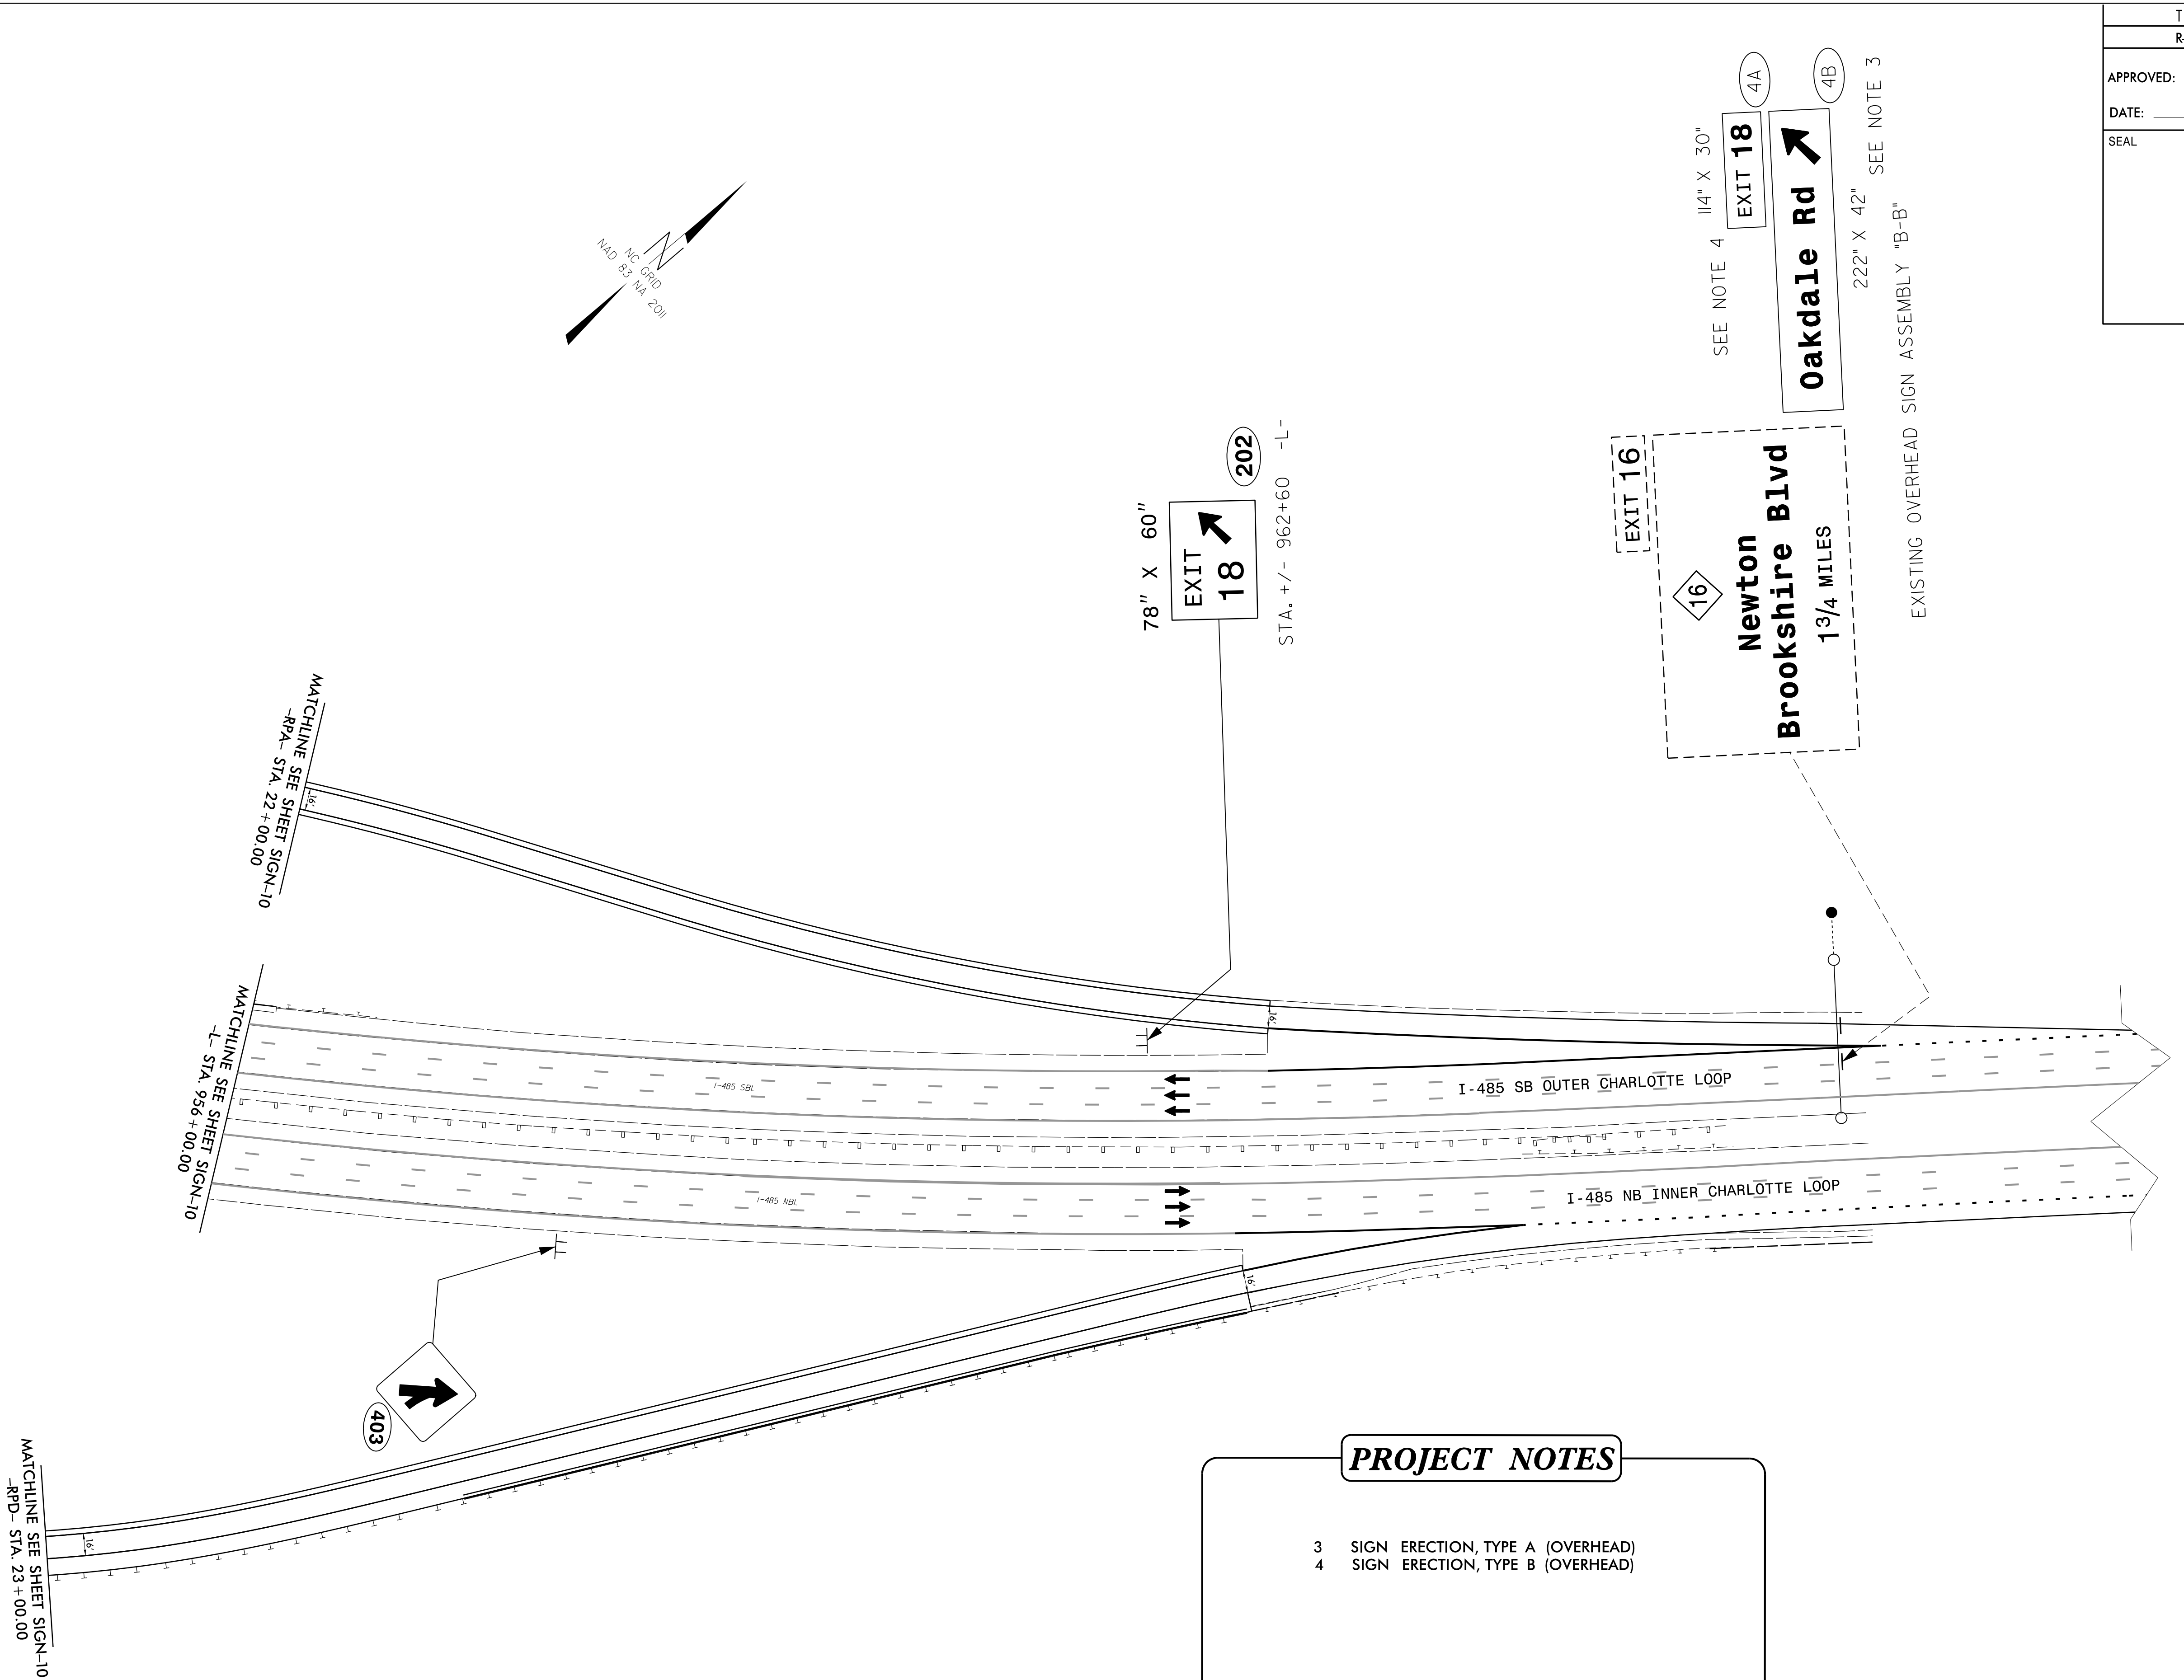 T
R-
APPROVED:
DATE:
SEAL
NC GRID
NAD 83 NA 2011
4A
4B
SEE NOTE 4 114" X 30"
EXIT 18
Oakdale Rd
222" X 42" SEE NOTE 3
EXISTING OVERHEAD SIGN ASSEMBLY "B-B"
EXIT 16
16
Newton
Brookshire Blvd
1 3/4 MILES
78" X 60"
EXIT
18
202
STA. +/- 962+60 -L-
MATCHLINE SEE SHEET SIGN-10
-RPA- STA. 22+00.00
16'
16'
MATCHLINE SEE SHEET SIGN-10
-L- STA. 956+00.00
I-485 SBL
I-485 SB OUTER CHARLOTTE LOOP
I-485 NBL
I-485 NB INNER CHARLOTTE LOOP
16'
403
MATCHLINE SEE SHEET SIGN-10
-RPD- STA. 23+00.00
16'
PROJECT NOTES
3 SIGN ERECTION, TYPE A (OVERHEAD)
4 SIGN ERECTION, TYPE B (OVERHEAD)